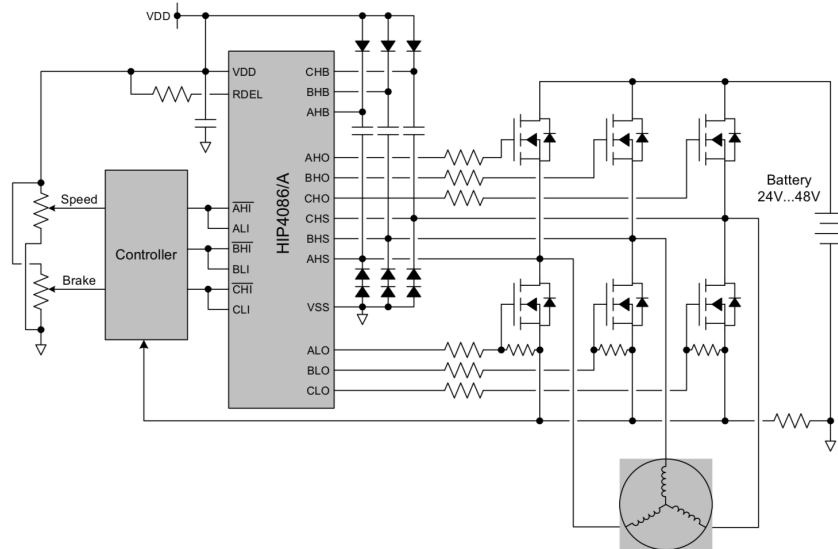 VDD
VDD
RDEL
CHB
BHB
AHB
AHO
BHO
CHO
CHS
BHS
AHS
VSS
ALO
BLO
CLO
HIP4086/A
AHI
ALI
BHI
BLI
CHI
CLI
Speed
Brake
Controller
Battery
24V...48V